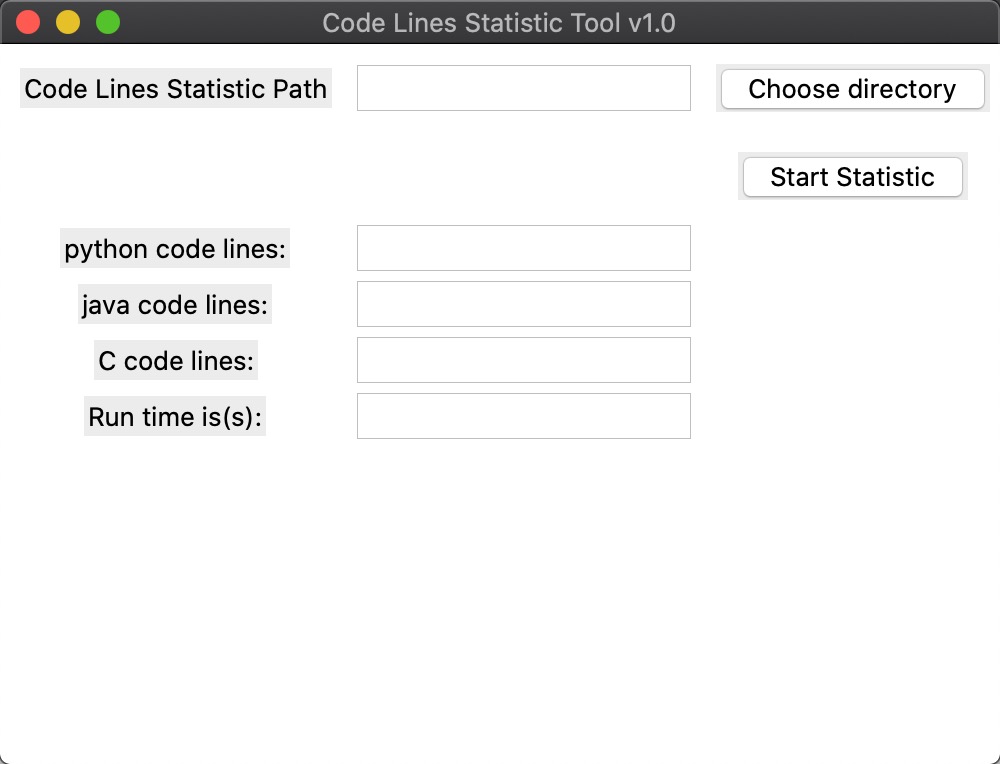 Code Lines Statistic Tool v1.0
Code Lines Statistic Path
Choose directory
Start Statistic
python code lines:
java code lines:
C code lines:
Run time is(s):